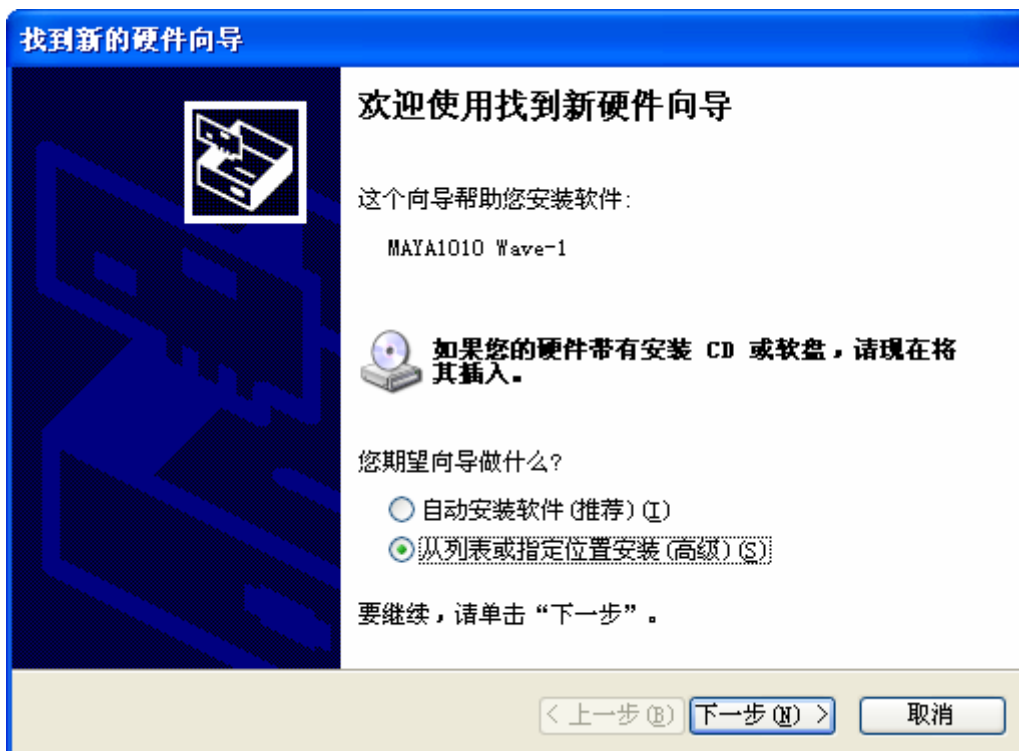 找到新的硬件向导
欢迎使用找到新硬件向导
这个向导帮助您安装软件:
MAYA1010 Wave-1
如果您的硬件带有安装 CD 或软盘，请现在将
其插入。
您期望向导做什么?
自动安装软件(推荐)(I)
从列表或指定位置安装(高级)(S)
要继续，请单击“下一步”。
< 上一步(B)
下一步(N) >
取消